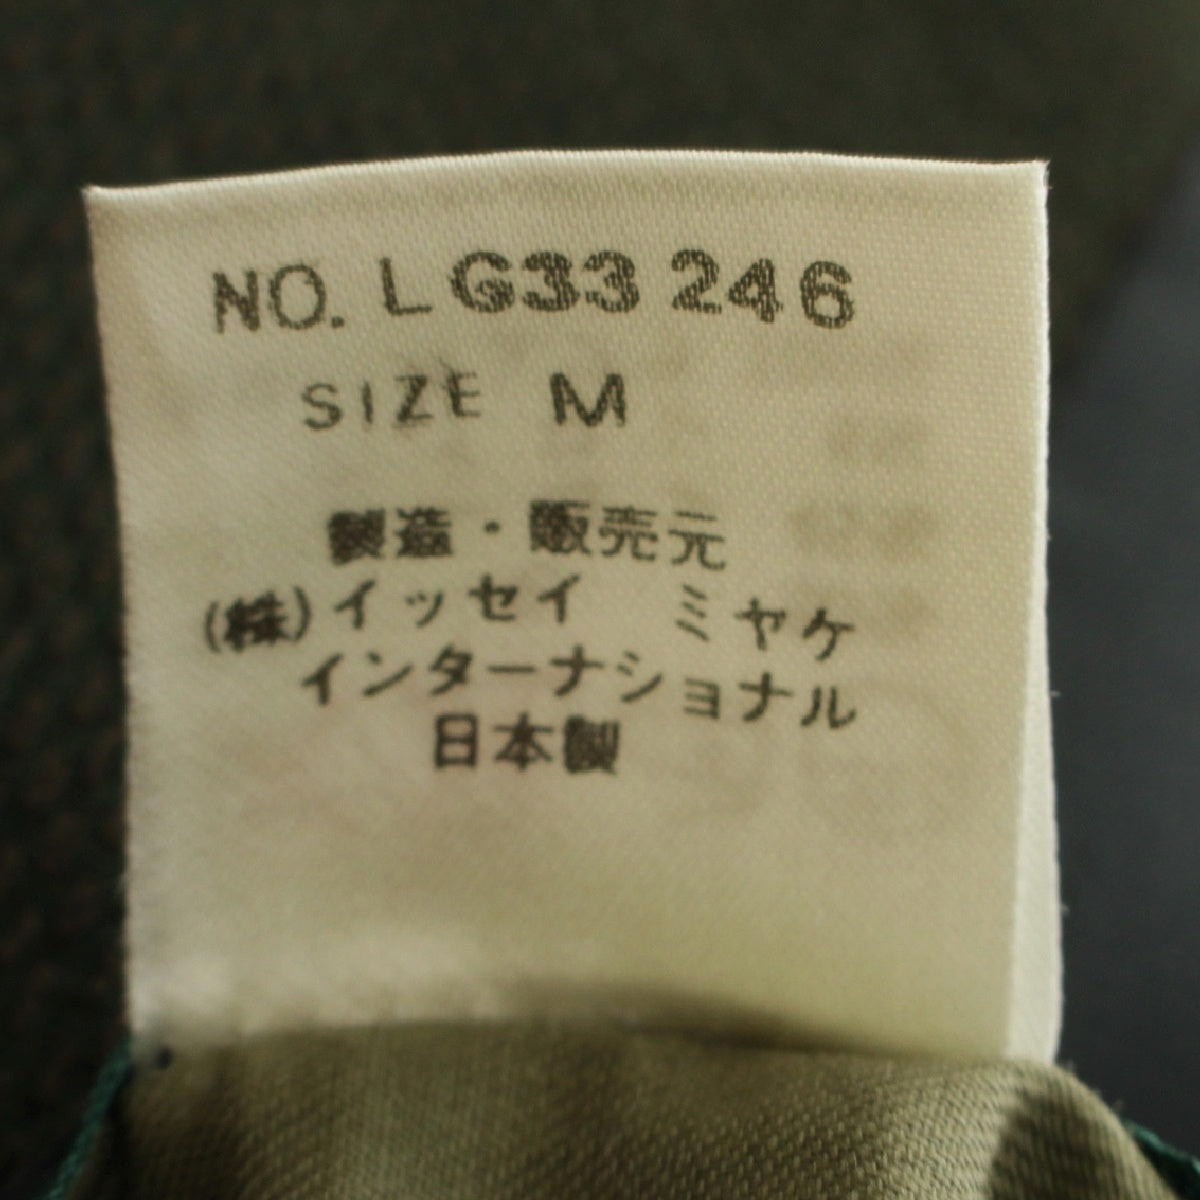 NO. LG33 246
SIZE M
製造・販売元
(株)イッセイ ミヤケ
インターナショナル
日本製